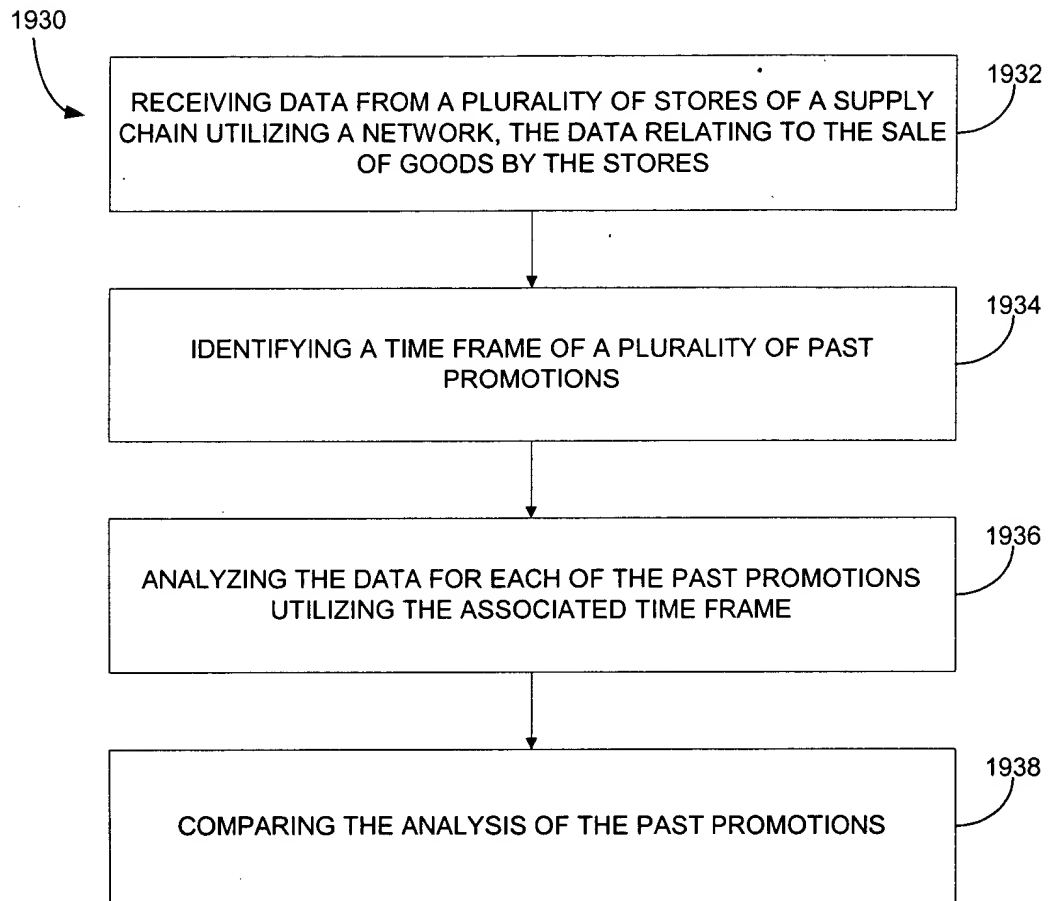 1930
1932
RECEIVING DATA FROM A PLURALITY OF STORES OF A SUPPLY
CHAIN UTILIZING A NETWORK, THE DATA RELATING TO THE SALE
OF GOODS BY THE STORES
1934
IDENTIFYING A TIME FRAME OF A PLURALITY OF PAST
PROMOTIONS
1936
ANALYZING THE DATA FOR EACH OF THE PAST PROMOTIONS
UTILIZING THE ASSOCIATED TIME FRAME
1938
COMPARING THE ANALYSIS OF THE PAST PROMOTIONS